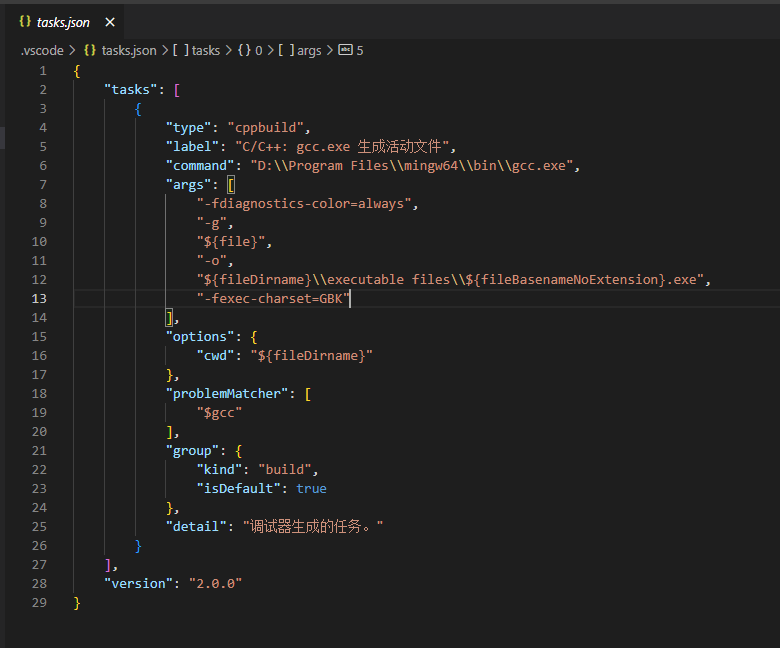 {} tasks.json ×
.vscode > {} tasks.json > [ ] tasks > {} 0 > [ ] args > abc 5
1 {
2 "tasks": [
3 {
4 "type": "cppbuild",
5 "label": "C/C++: gcc.exe 生成活动文件",
6 "command": "D:\\Program Files\\mingw64\\bin\\gcc.exe",
7 "args": [
8 "-fdiagnostics-color=always",
9 "-g",
10 "${file}",
11 "-o",
12 "${fileDirname}\\executable files\\${fileBasenameNoExtension}.exe",
13 "-fexec-charset=GBK"
14 ],
15 "options": {
16 "cwd": "${fileDirname}"
17 },
18 "problemMatcher": [
19 "$gcc"
20 ],
21 "group": {
22 "kind": "build",
23 "isDefault": true
24 },
25 "detail": "调试器生成的任务。"
26 }
27 ],
28 "version": "2.0.0"
29 }